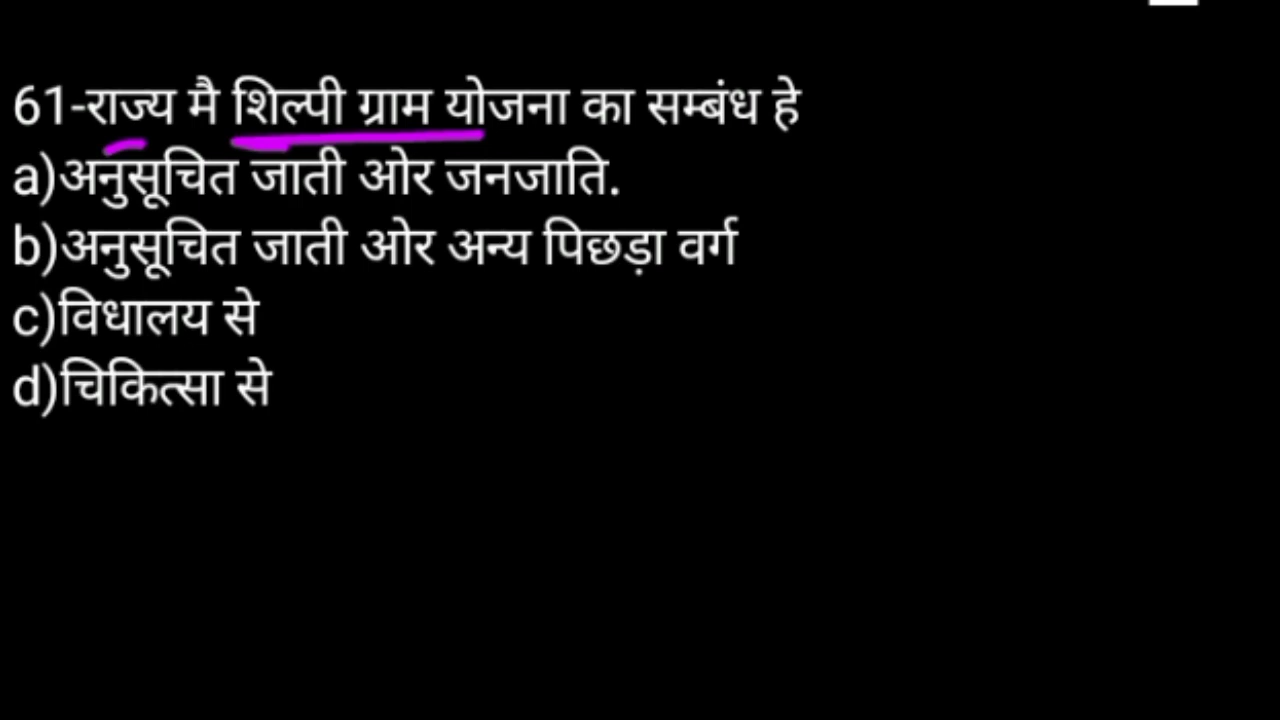 61-राज्य मै शिल्पी ग्राम योजना का सम्बंध हे
a)अनुसूचित जाती ओर जनजाति.
b)अनुसूचित जाती ओर अन्य पिछड़ा वर्ग
c)विधालय से
d)चिकित्सा से